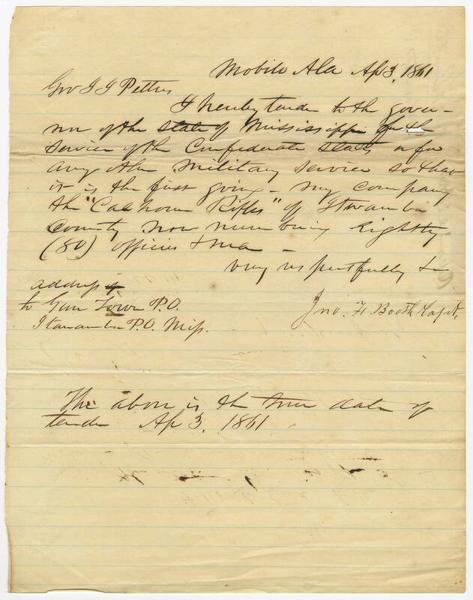 Mobile Ala Ap 3, 1861
Gov J J Pettus
I hereby tender to the gover-
nor of the state of Mississippi for the
Service of the Confederate States or for
any other military service so that
it is the first going - my company
the "Calhoun Rifles" of Itawamba
County now numbering Eighty
(80) officers & men -
very respectfully &c
Jno. F. Booth Capt,
address
to Gun Town P.O.
Itawamba P.O. Miss.
The above is the true date of
tender Ap 3, 1861